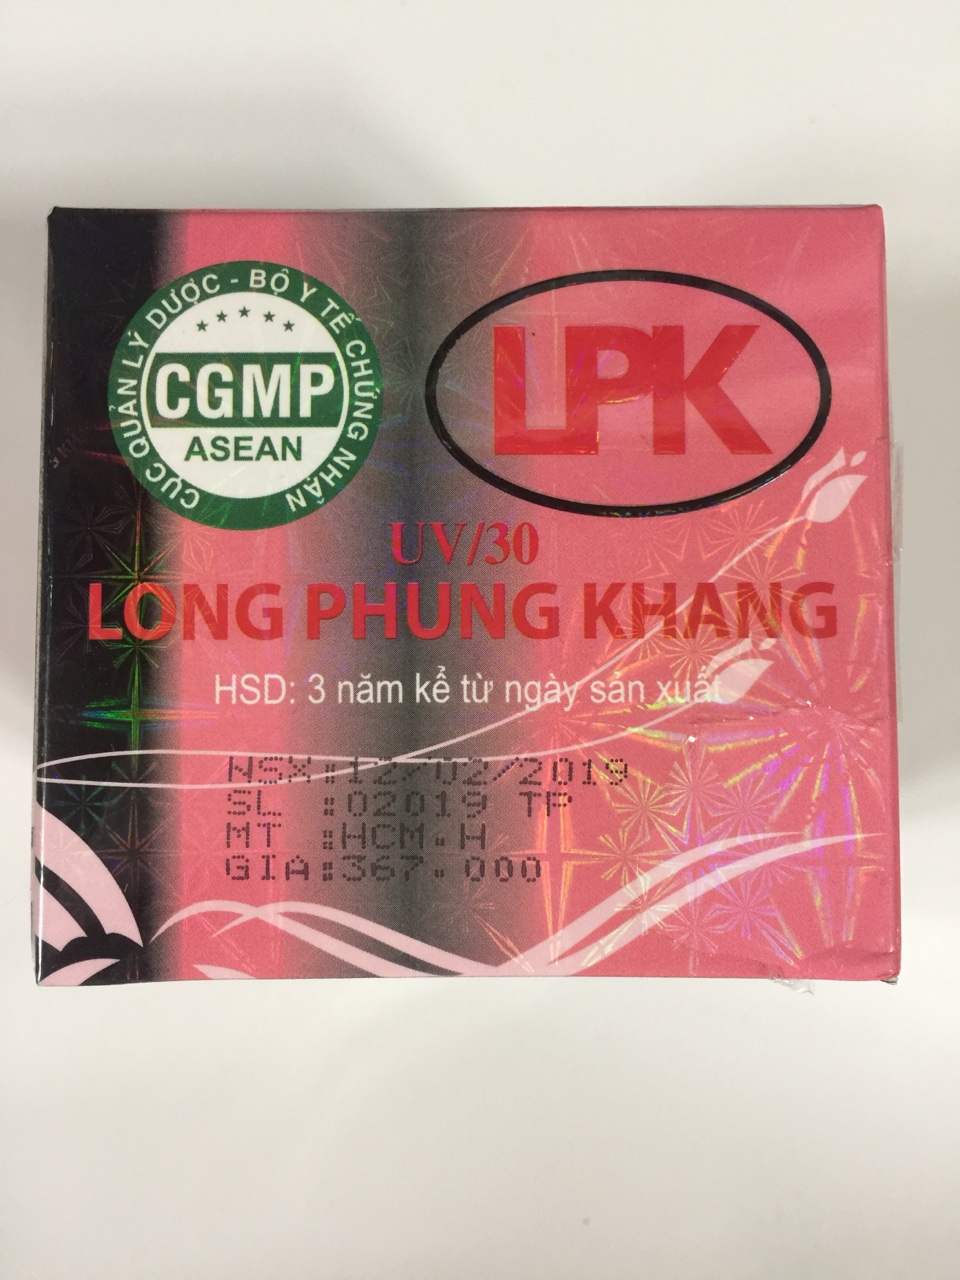 CỤC QUẢN LÝ DƯỢC - BỘ Y TẾ CHỨNG NHẬN
CGMP
ASEAN
LPK
UV/30
LONG PHUNG KHANG
HSD: 3 năm kể từ ngày sản xuất
NSX:12/02/2019
SL :02019 TP
MT :HCM.H
GIA:367.000